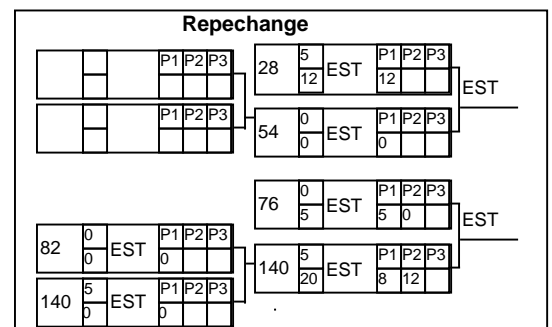 Repechange
P1 P2 P3
P1 P2 P3
28 5 12 EST P1 P2 P3 12
54 0 0 EST P1 P2 P3 0
EST
76 0 5 EST P1 P2 P3 5 0
82 0 0 EST P1 P2 P3 0
140 5 0 EST P1 P2 P3 0
140 5 20 EST P1 P2 P3 8 12
EST
.